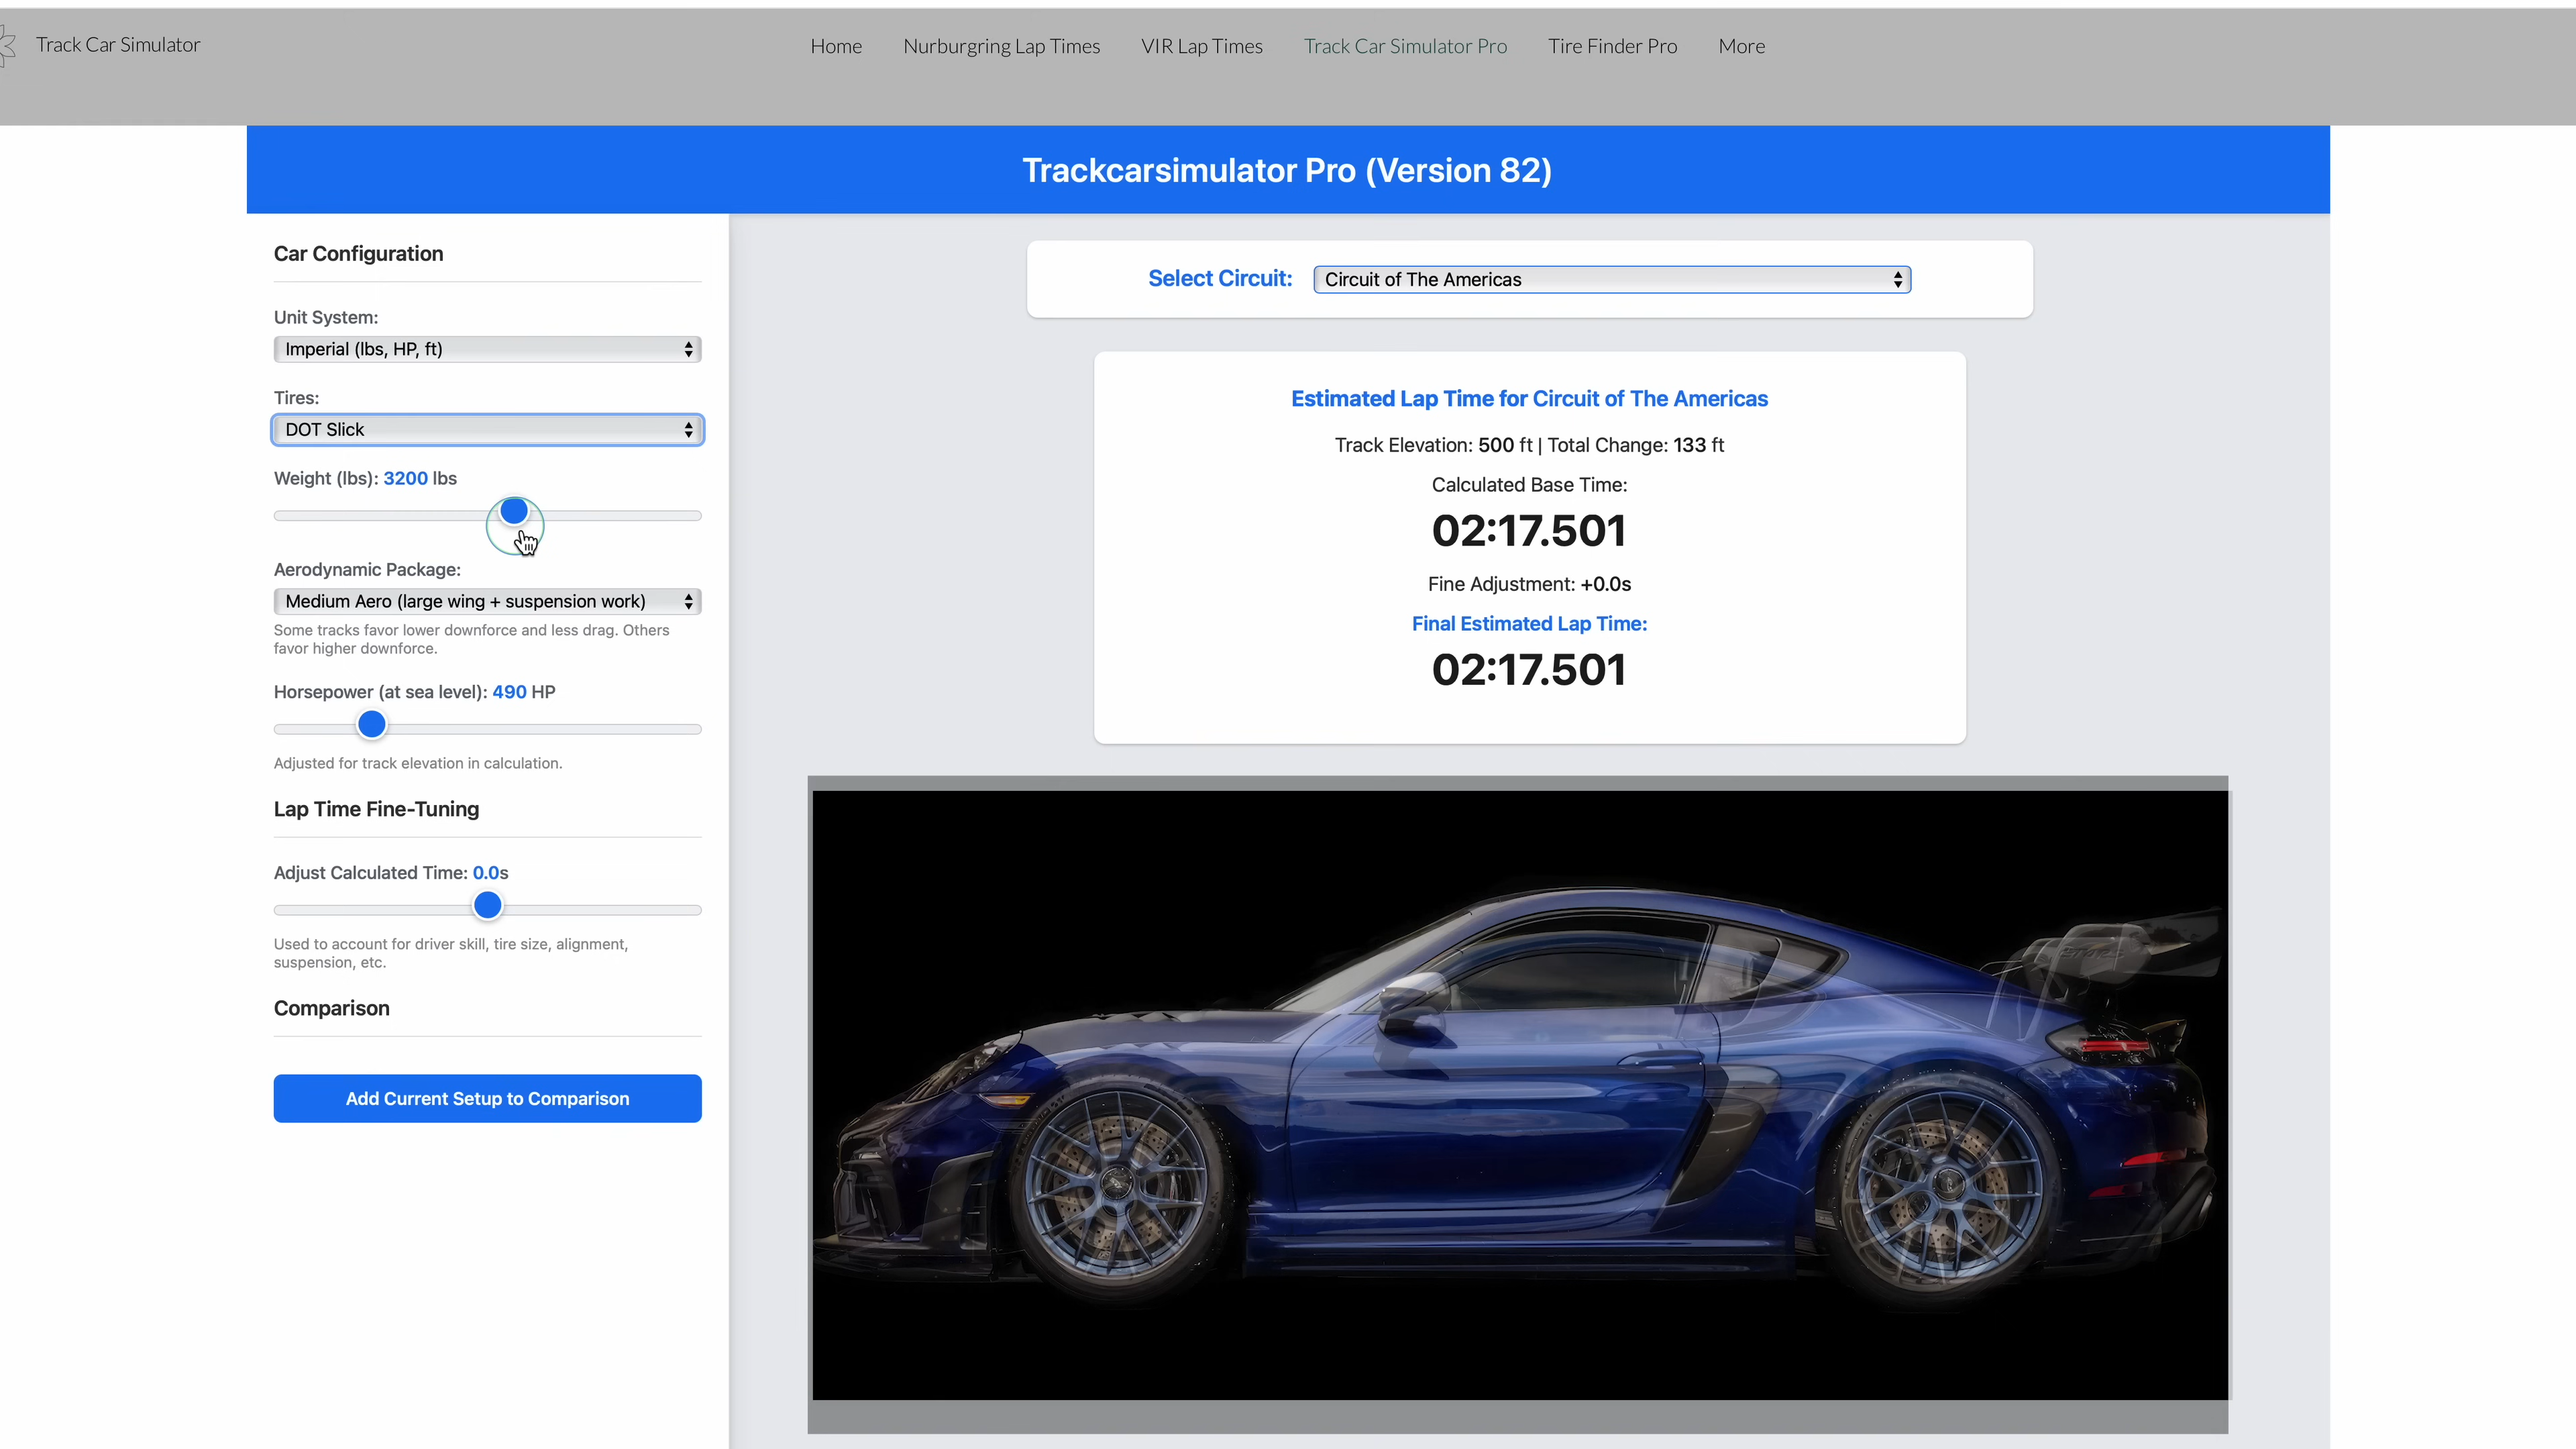 Track Car Simulator
Home
Nurburgring Lap Times
VIR Lap Times
Track Car Simulator Pro
Tire Finder Pro
More
Trackcarsimulator Pro (Version 82)
Car Configuration
Unit System:
Imperial (lbs, HP, ft)
Tires:
DOT Slick
Weight (lbs): 3200 lbs
Aerodynamic Package:
Medium Aero (large wing + suspension work)
Some tracks favor lower downforce and less drag. Others
favor higher downforce.
Horsepower (at sea level): 490 HP
Adjusted for track elevation in calculation.
Lap Time Fine-Tuning
Adjust Calculated Time: 0.0s
Used to account for driver skill, tire size, alignment,
suspension, etc.
Comparison
Add Current Setup to Comparison
Select Circuit:
Circuit of The Americas
Estimated Lap Time for Circuit of The Americas
Track Elevation: 500 ft | Total Change: 133 ft
Calculated Base Time:
02:17.501
Fine Adjustment: +0.0s
Final Estimated Lap Time:
02:17.501